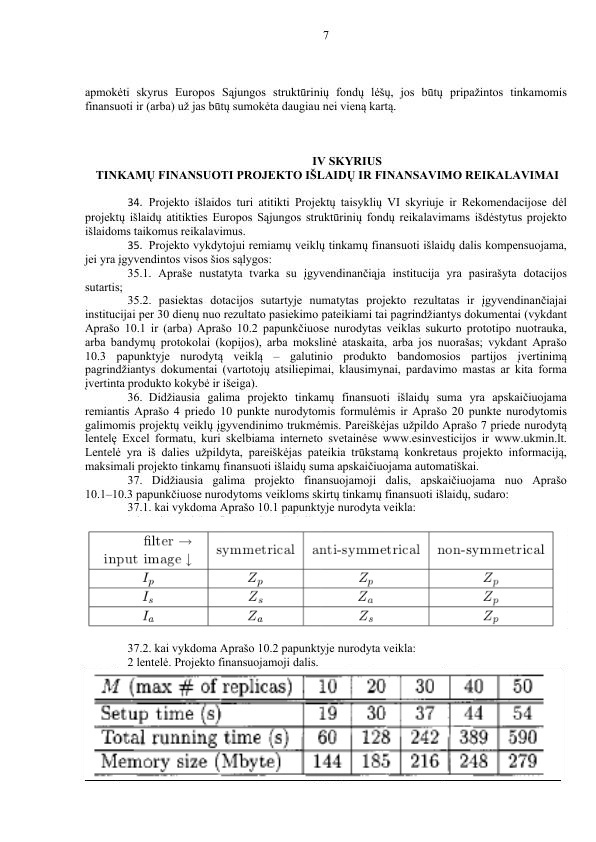 7
apmokėti skyrus Europos Sąjungos struktūrinių fondų lėšų, jos būtų pripažintos tinkamomis
finansuoti ir (arba) už jas būtų sumokėta daugiau nei vieną kartą.
IV SKYRIUS
TINKAMŲ FINANSUOTI PROJEKTO IŠLAIDŲ IR FINANSAVIMO REIKALAVIMAI
34. Projekto išlaidos turi atitikti Projektų taisyklių VI skyriuje ir Rekomendacijose dėl
projektų išlaidų atitikties Europos Sąjungos struktūrinių fondų reikalavimams išdėstytus projekto
išlaidoms taikomus reikalavimus.
35. Projekto vykdytojui remiamų veiklų tinkamų finansuoti išlaidų dalis kompensuojama,
jei yra įgyvendintos visos šios sąlygos:
35.1. Apraše nustatyta tvarka su įgyvendinančiąja institucija yra pasirašyta dotacijos
sutartis;
35.2. pasiektas dotacijos sutartyje numatytas projekto rezultatas ir įgyvendinančiajai
institucijai per 30 dienų nuo rezultato pasiekimo pateikiami tai pagrindžiantys dokumentai (vykdant
Aprašo 10.1 ir (arba) Aprašo 10.2 papunkčiuose nurodytas veiklas sukurto prototipo nuotrauka,
arba bandymų protokolai (kopijos), arba mokslinė ataskaita, arba jos nuorašas; vykdant Aprašo
10.3 papunktyje nurodytą veiklą – galutinio produkto bandomosios partijos įvertinimą
pagrindžiantys dokumentai (vartotojų atsiliepimai, klausimynai, pardavimo mastas ar kita forma
įvertinta produkto kokybė ir išeiga).
36. Didžiausia galima projekto tinkamų finansuoti išlaidų suma yra apskaičiuojama
remiantis Aprašo 4 priedo 10 punkte nurodytomis formulėmis ir Aprašo 20 punkte nurodytomis
galimomis projektų veiklų įgyvendinimo trukmėmis. Pareiškėjas užpildo Aprašo 7 priede nurodytą
lentelę Excel formatu, kuri skelbiama interneto svetainėse www.esinvesticijos ir www.ukmin.lt.
Lentelė yra iš dalies užpildyta, pareiškėjas pateikia trūkstamą konkretaus projekto informaciją,
maksimali projekto tinkamų finansuoti išlaidų suma apskaičiuojama automatiškai.
37. Didžiausia galima projekto finansuojamoji dalis, apskaičiuojama nuo Aprašo
10.1–10.3 papunkčiuose nurodytoms veikloms skirtų tinkamų finansuoti išlaidų, sudaro:
37.1. kai vykdoma Aprašo 10.1 papunktyje nurodyta veikla:
filter →
input image ↓ symmetrical anti-symmetrical non-symmetrical
I_p Z_p Z_p Z_p
I_s Z_s Z_a Z_p
I_a Z_a Z_s Z_p
37.2. kai vykdoma Aprašo 10.2 papunktyje nurodyta veikla:
2 lentelė. Projekto finansuojamoji dalis.
M (max # of replicas) 10 20 30 40 50
Setup time (s) 19 30 37 44 54
Total running time (s) 60 128 242 389 590
Memory size (Mbyte) 144 185 216 248 279